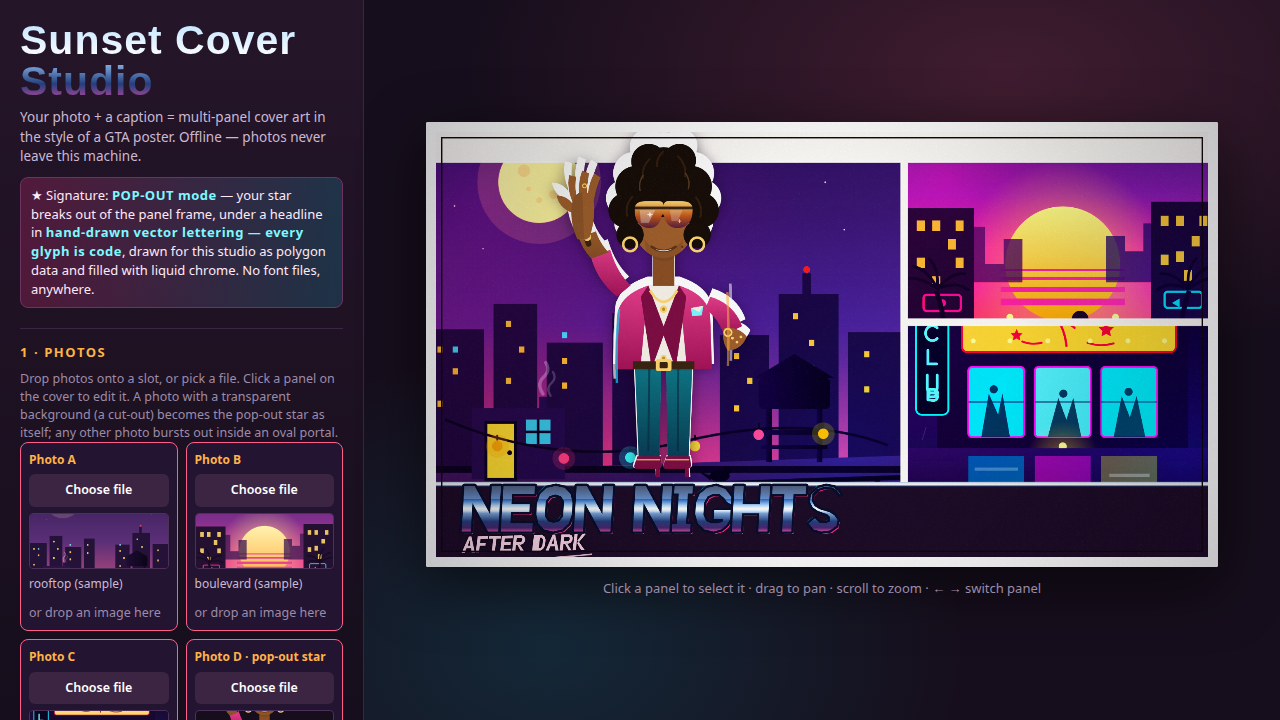 Sunset Cover
Studio
Your photo + a caption = multi-panel cover art in
the style of a GTA poster. Offline — photos never
leave this machine.
★ Signature: POP-OUT mode — your star
breaks out of the panel frame, under a headline
in hand-drawn vector lettering — every
glyph is code, drawn for this studio as polygon
data and filled with liquid chrome. No font files,
anywhere.
1 · PHOTOS
Drop photos onto a slot, or pick a file. Click a panel on
the cover to edit it. A photo with a transparent
background (a cut-out) becomes the pop-out star as
itself; any other photo bursts out inside an oval portal.
Photo A
Choose file
rooftop (sample)
or drop an image here
Photo B
Choose file
boulevard (sample)
or drop an image here
Photo C
Choose file
Photo D · pop-out star
Choose file
CLUB
NEON NIGHTS
AFTER DARK
Click a panel to select it · drag to pan · scroll to zoom · ← → switch panel